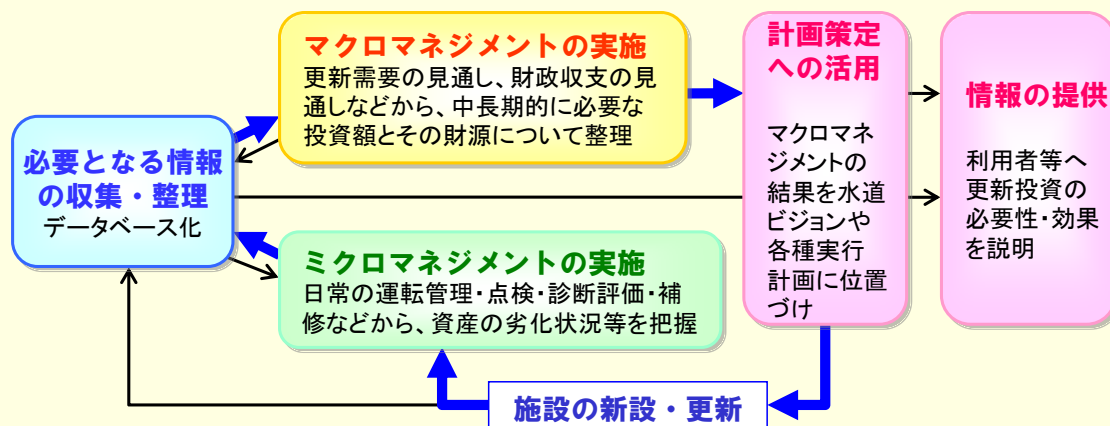 マクロマネジメントの実施
更新需要の見通し、財政収支の見
通しなどから、中長期的に必要な
投資額とその財源について整理
必要となる情報
の収集・整理
データベース化
ミクロマネジメントの実施
日常の運転管理・点検・診断評価・補
修などから、資産の劣化状況等を把握
計画策定
への活用
マクロマネ
ジメントの
結果を水道
ビジョンや
各種実行
計画に位置
づけ
情報の提供
利用者等へ
更新投資の
必要性・効果
を説明
施設の新設・更新